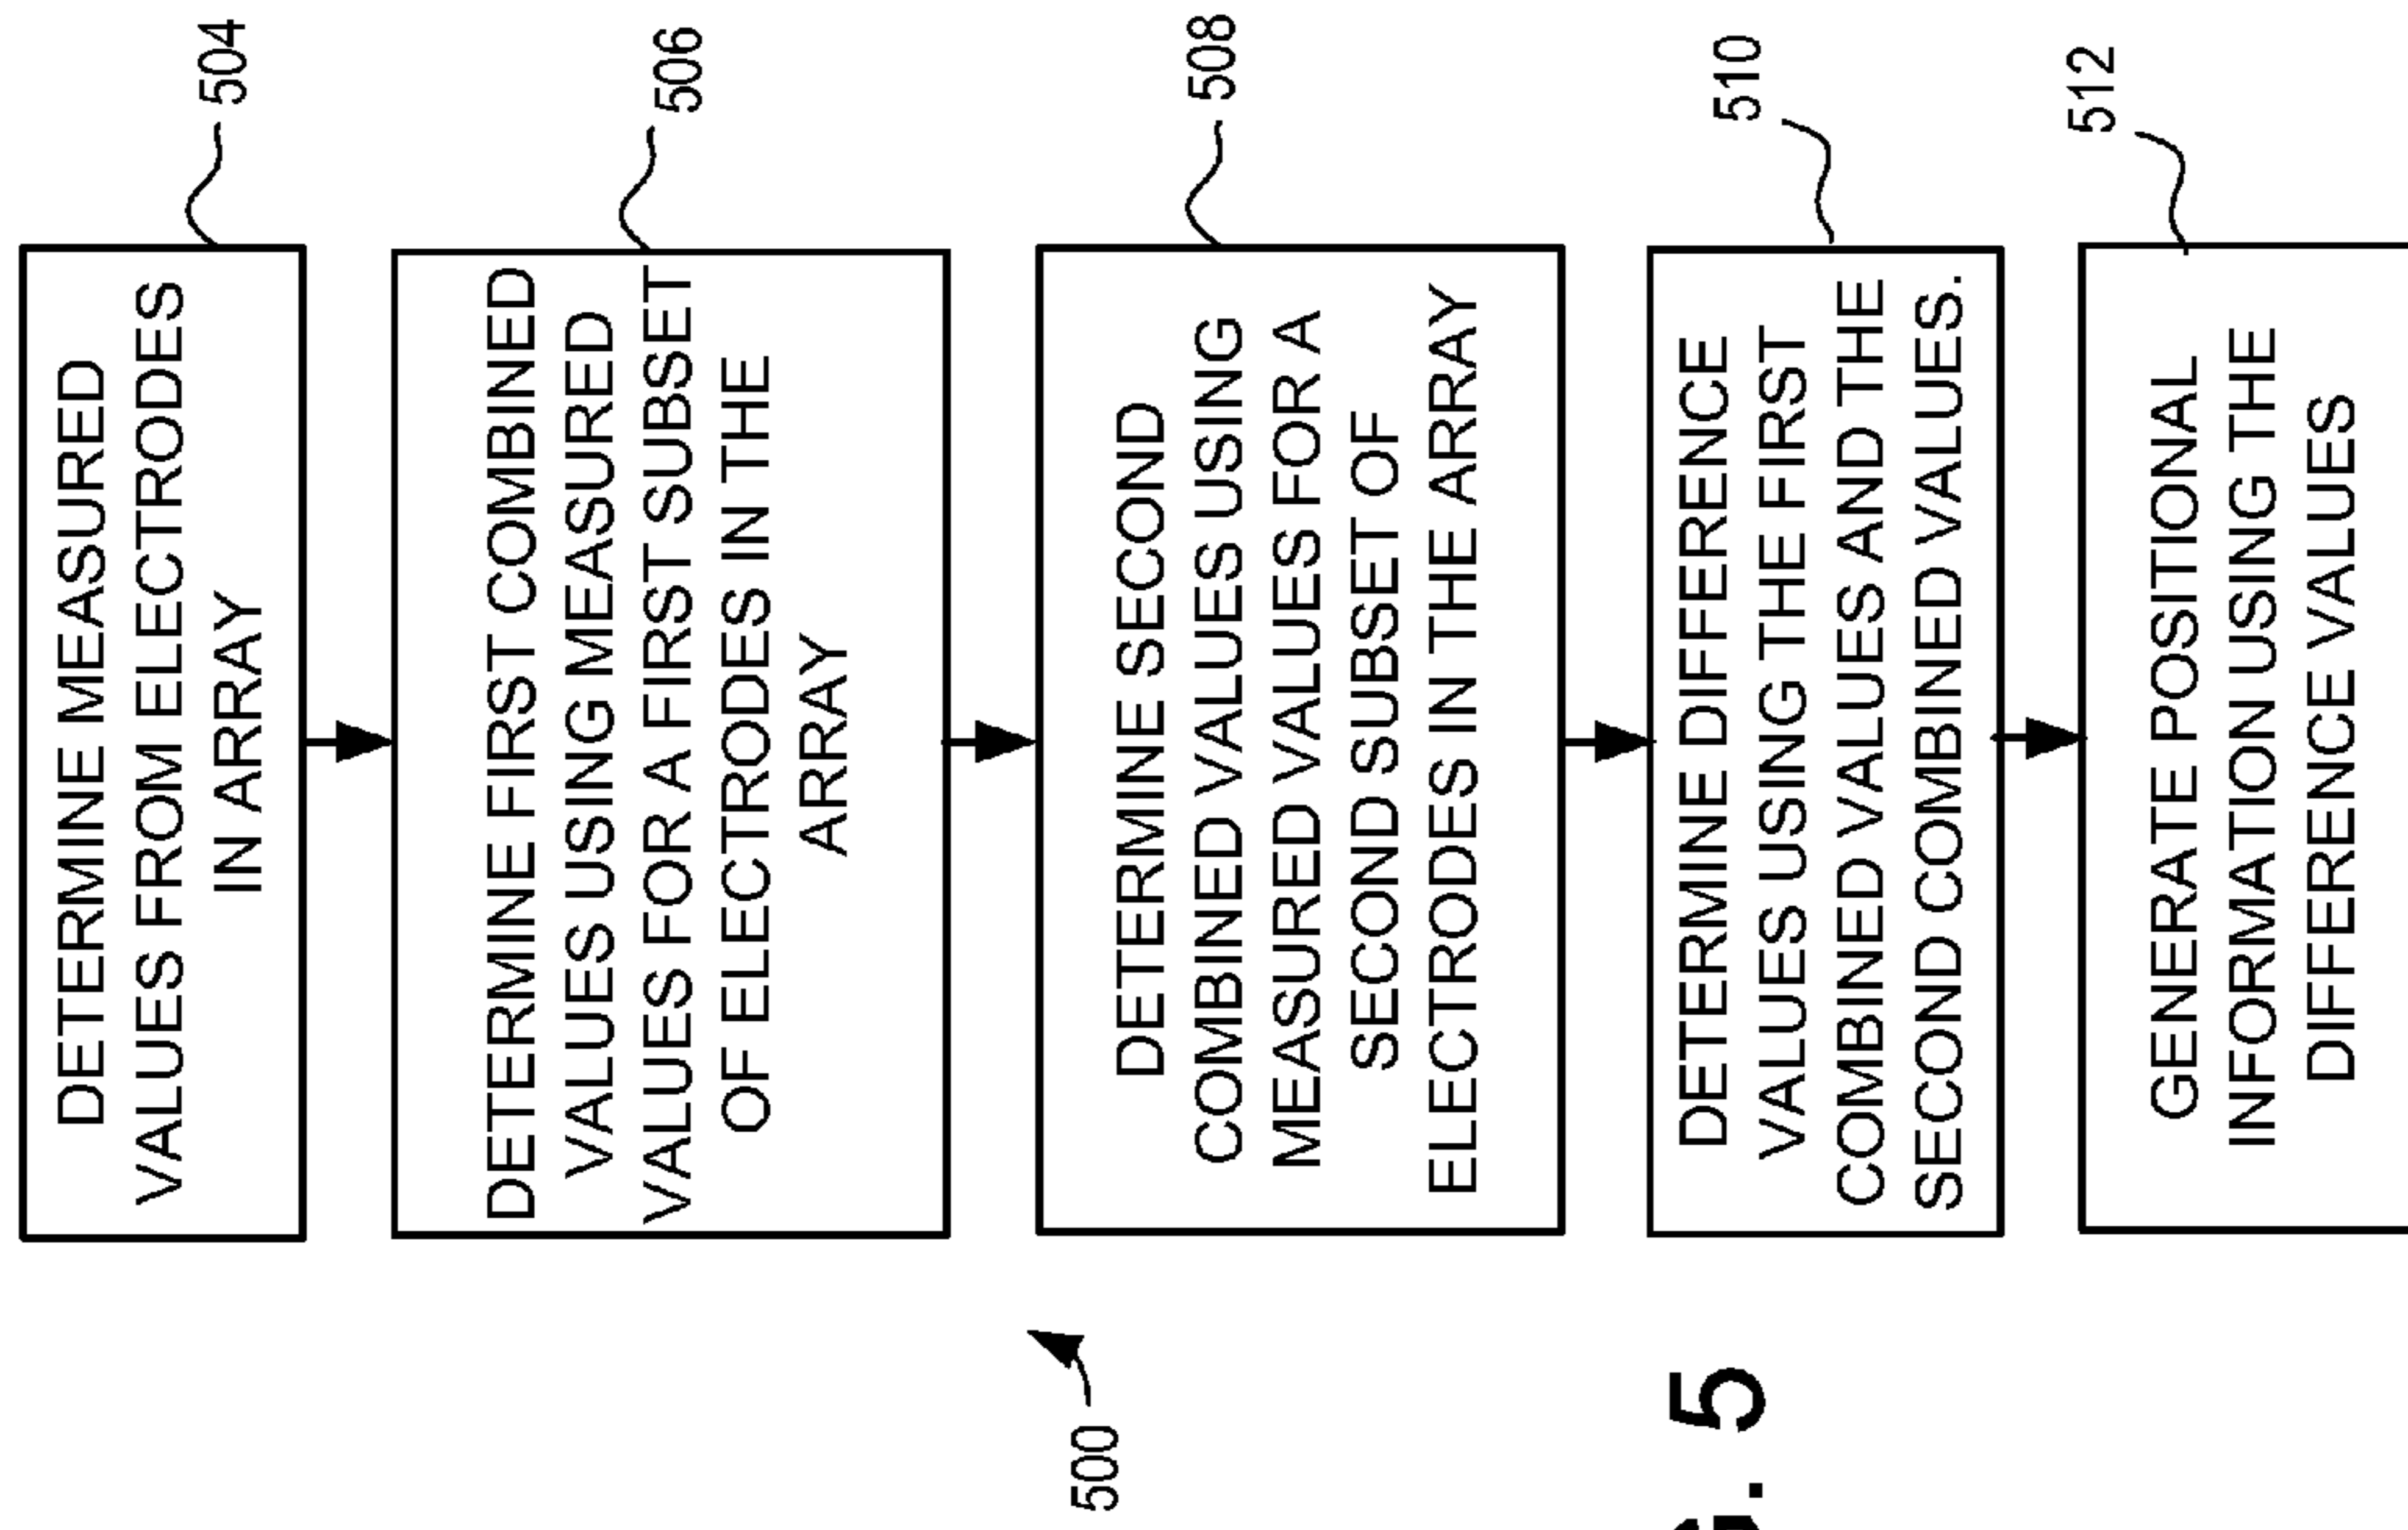 504
DETERMINE MEASURED
VALUES FROM ELECTRODES
IN ARRAY
506
DETERMINE FIRST COMBINED
VALUES USING MEASURED
VALUES FOR A FIRST SUBSET
OF ELECTRODES IN THE
ARRAY
508
DETERMINE SECOND
COMBINED VALUES USING
MEASURED VALUES FOR A
SECOND SUBSET OF
ELECTRODES IN THE ARRAY
510
DETERMINE DIFFERENCE
VALUES USING THE FIRST
COMBINED VALUES AND THE
SECOND COMBINED VALUES.
512
GENERATE POSITIONAL
INFORMATION USING THE
DIFFERENCE VALUES
500
. 5